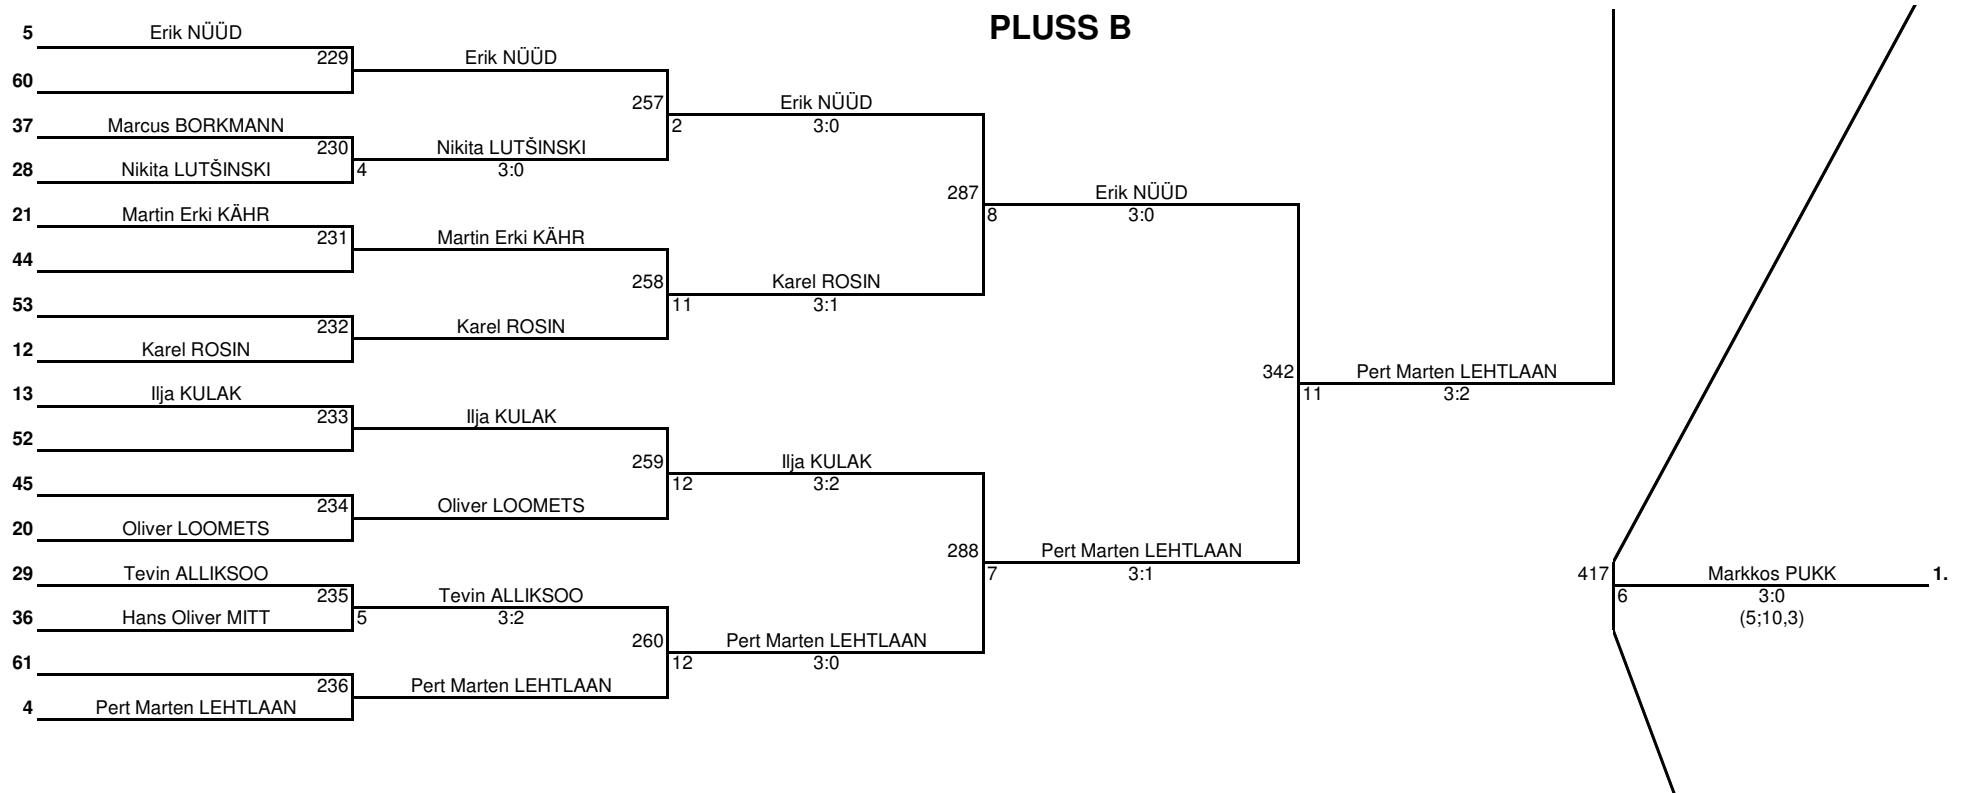 PLUSS B
5 Erik NÜÜD
229 Erik NÜÜD
60
257 Erik NÜÜD
37 Marcus BORKMANN
2 3:0
230 Nikita LUTŠINSKI
28 Nikita LUTŠINSKI 4 3:0
287 Erik NÜÜD
21 Martin Erki KÄHR
8 3:0
231 Martin Erki KÄHR
44
258 Karel ROSIN
53
11 3:1
232 Karel ROSIN
12 Karel ROSIN
342 Pert Marten LEHTLAAN
13 Ilja KULAK
11 3:2
233 Ilja KULAK
52
259 Ilja KULAK
45
12 3:2
234 Oliver LOOMETS
20 Oliver LOOMETS
288 Pert Marten LEHTLAAN
29 Tevin ALLIKSOO
7 3:1
417 Markkos PUKK 1.
235 Tevin ALLIKSOO
6 3:0
36 Hans Oliver MITT 5 3:2
(5;10,3)
260 Pert Marten LEHTLAAN
61
12 3:0
236 Pert Marten LEHTLAAN
4 Pert Marten LEHTLAAN